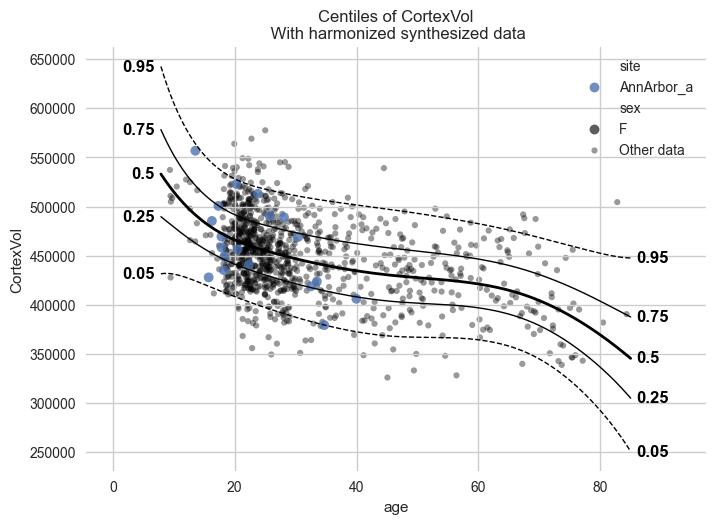 Centiles of CortexVol
With harmonized synthesized data
650000
600000
550000
500000
450000
400000
350000
300000
250000
CortexVol
0.95
0.75
0.5
0.25
0.05
site
AnnArbor_a
sex
F
Other data
0.95
0.75
0.5
0.25
0.05
0
20
40
60
80
age